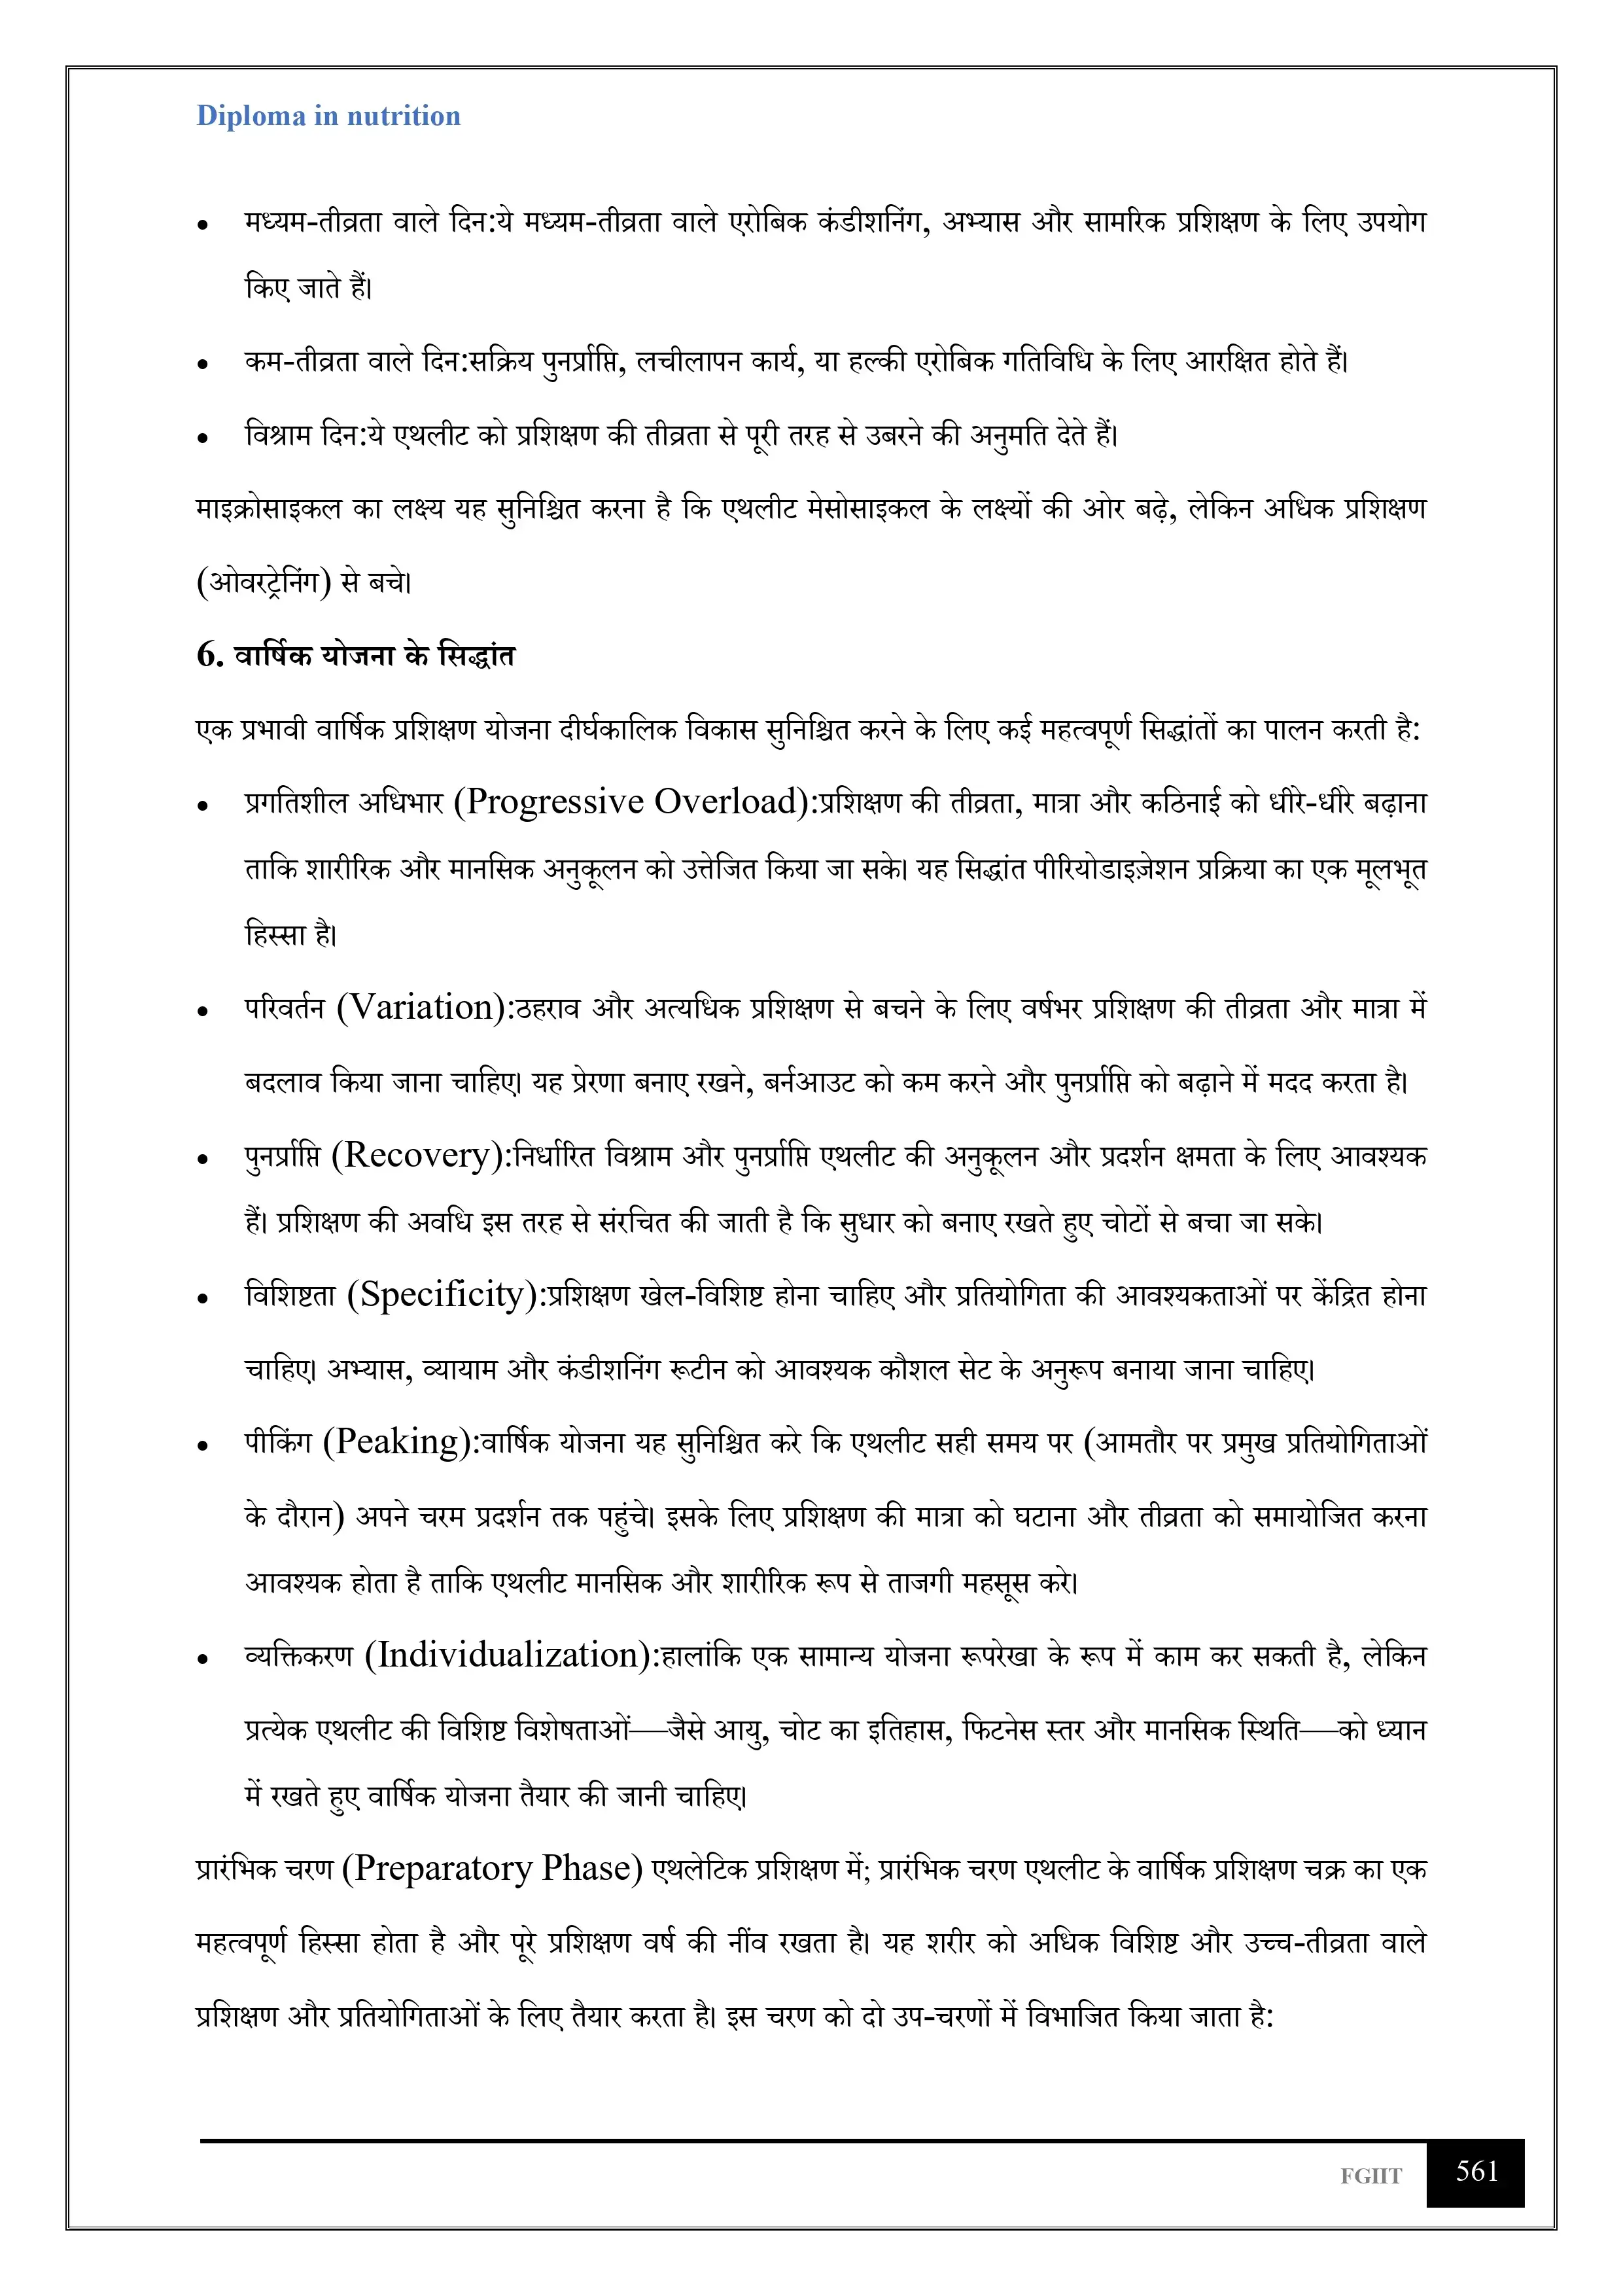 Diploma in nutrition
• मध्यम-तीव्रता वाले दिन:ये मध्यम-तीव्रता वाले एरोबिक कंडीशनिंग, अभ्यास और सामरिक प्रशिक्षण के लिए उपयोग
किए जाते हैं।
• कम-तीव्रता वाले दिन:सक्रिय पुनर्प्राप्ति, लचीलापन कार्य, या हल्की एरोबिक गतिविधि के लिए आरक्षित होते हैं।
• विश्राम दिन:ये एथलीट को प्रशिक्षण की तीव्रता से पूरी तरह से उबरने की अनुमति देते हैं।
माइक्रोसाइकल का लक्ष्य यह सुनिश्चित करना है कि एथलीट मेसोसाइकल के लक्ष्यों की ओर बढ़े, लेकिन अधिक प्रशिक्षण
(ओवरट्रेनिंग) से बचे।
6. वार्षिक योजना के सिद्धांत
एक प्रभावी वार्षिक प्रशिक्षण योजना दीर्घकालिक विकास सुनिश्चित करने के लिए कई महत्वपूर्ण सिद्धांतों का पालन करती है:
• प्रगतिशील अधिभार (Progressive Overload):प्रशिक्षण की तीव्रता, मात्रा और कठिनाई को धीरे-धीरे बढ़ाना
ताकि शारीरिक और मानसिक अनुकूलन को उत्तेजित किया जा सके। यह सिद्धांत पीरियोडाइज़ेशन प्रक्रिया का एक मूलभूत
हिस्सा है।
• परिवर्तन (Variation):ठहराव और अत्यधिक प्रशिक्षण से बचने के लिए वर्षभर प्रशिक्षण की तीव्रता और मात्रा में
बदलाव किया जाना चाहिए। यह प्रेरणा बनाए रखने, बर्नआउट को कम करने और पुनर्प्राप्ति को बढ़ाने में मदद करता है।
• पुनर्प्राप्ति (Recovery):निर्धारित विश्राम और पुनर्प्राप्ति एथलीट की अनुकूलन और प्रदर्शन क्षमता के लिए आवश्यक
हैं। प्रशिक्षण की अवधि इस तरह से संरचित की जाती है कि सुधार को बनाए रखते हुए चोटों से बचा जा सके।
• विशिष्टता (Specificity):प्रशिक्षण खेल-विशिष्ट होना चाहिए और प्रतियोगिता की आवश्यकताओं पर केंद्रित होना
चाहिए। अभ्यास, व्यायाम और कंडीशनिंग रूटीन को आवश्यक कौशल सेट के अनुरूप बनाया जाना चाहिए।
• पीकिंग (Peaking):वार्षिक योजना यह सुनिश्चित करे कि एथलीट सही समय पर (आमतौर पर प्रमुख प्रतियोगिताओं
के दौरान) अपने चरम प्रदर्शन तक पहुंचे। इसके लिए प्रशिक्षण की मात्रा को घटाना और तीव्रता को समायोजित करना
आवश्यक होता है ताकि एथलीट मानसिक और शारीरिक रूप से ताजगी महसूस करे।
• व्यक्तिकरण (Individualization):हालांकि एक सामान्य योजना रूपरेखा के रूप में काम कर सकती है, लेकिन
प्रत्येक एथलीट की विशिष्ट विशेषताओं—जैसे आयु, चोट का इतिहास, फिटनेस स्तर और मानसिक स्थिति—को ध्यान
में रखते हुए वार्षिक योजना तैयार की जानी चाहिए।
प्रारंभिक चरण (Preparatory Phase) एथलेटिक प्रशिक्षण में; प्रारंभिक चरण एथलीट के वार्षिक प्रशिक्षण चक्र का एक
महत्वपूर्ण हिस्सा होता है और पूरे प्रशिक्षण वर्ष की नींव रखता है। यह शरीर को अधिक विशिष्ट और उच्च-तीव्रता वाले
प्रशिक्षण और प्रतियोगिताओं के लिए तैयार करता है। इस चरण को दो उप-चरणों में विभाजित किया जाता है:
FGIIT 561